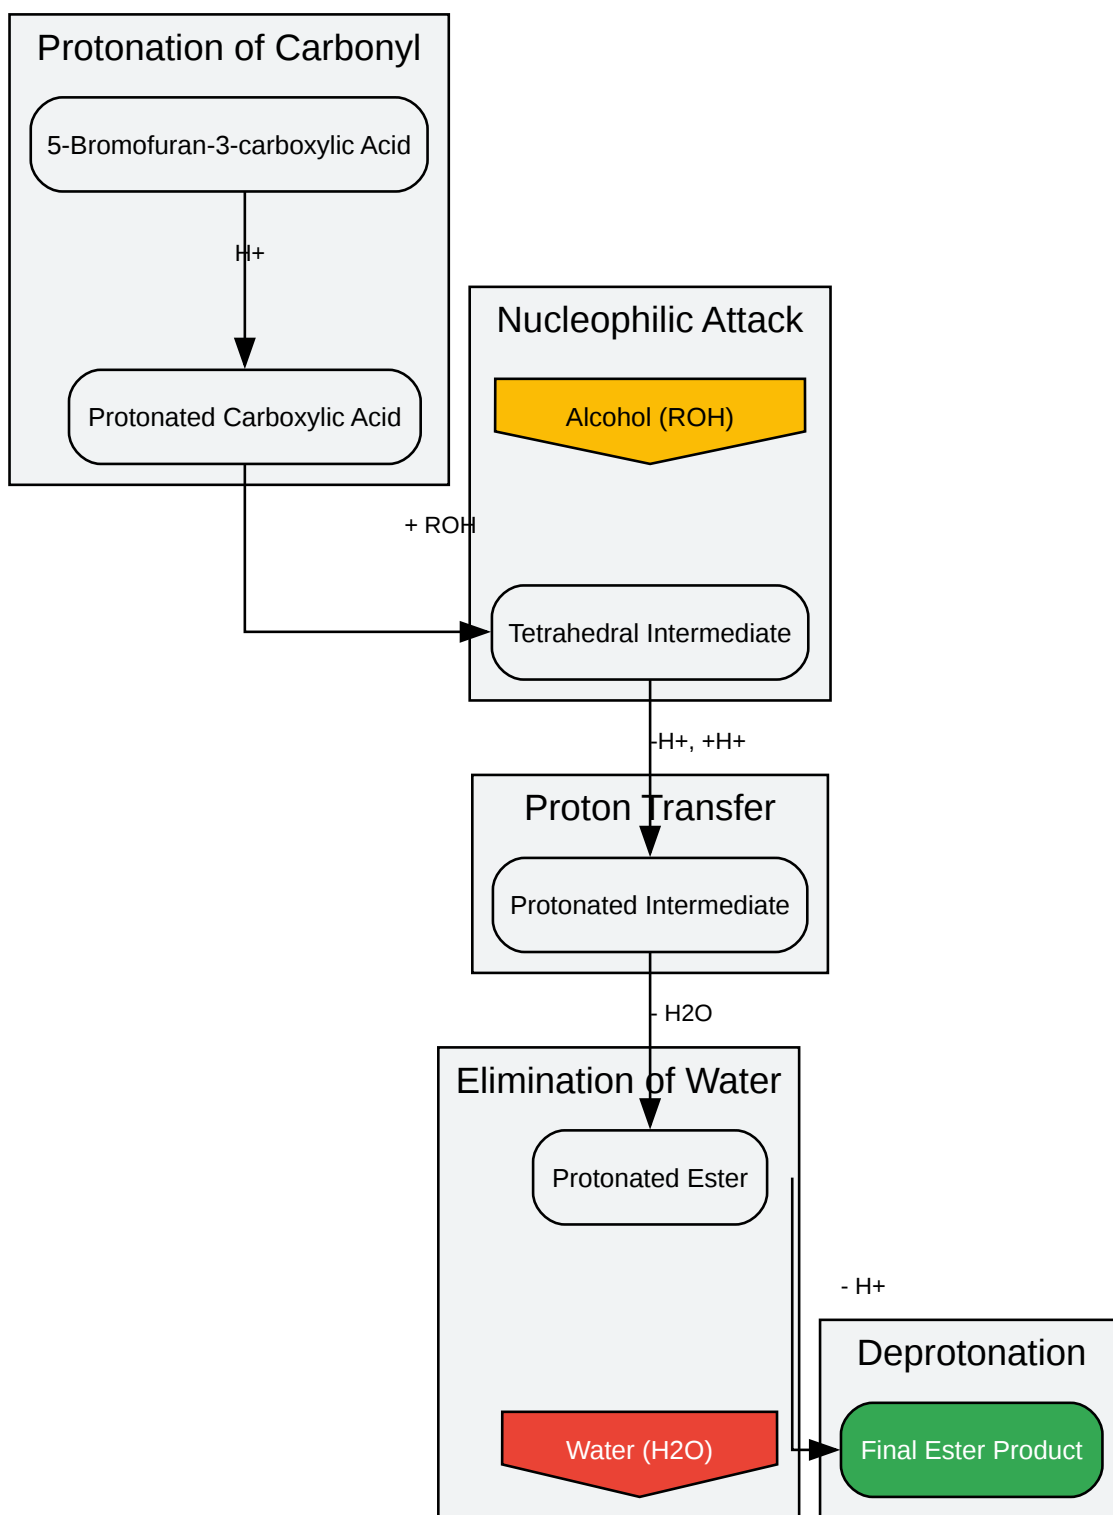 Protonation of Carbonyl
5-Bromofuran-3-carboxylic Acid
H+
Protonated Carboxylic Acid
+ ROH
Nucleophilic Attack
Alcohol (ROH)
Tetrahedral Intermediate
-H+, +H+
Proton Transfer
Protonated Intermediate
- H2O
Elimination of Water
Protonated Ester
Water (H2O)
- H+
Deprotonation
Final Ester Product